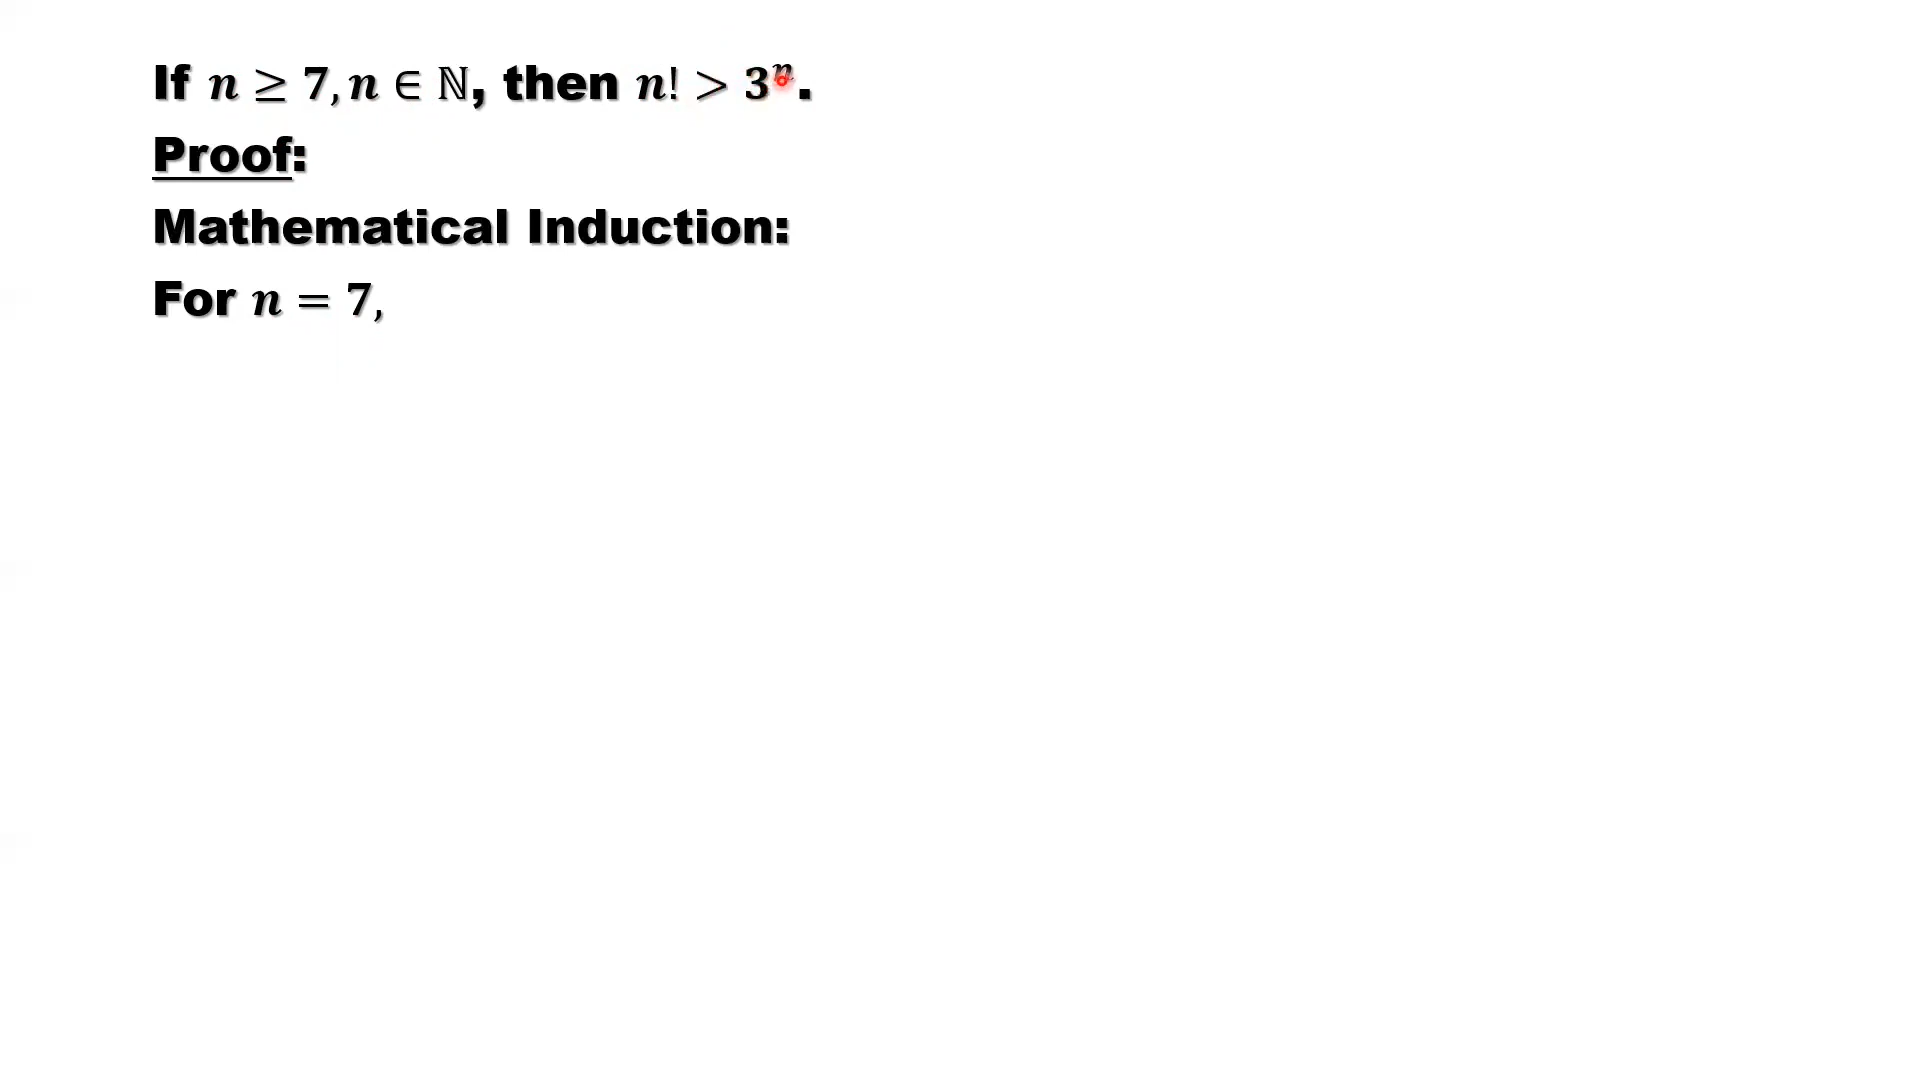 If n ≥ 7, n ∈ ℕ, then n! > 3ⁿ.
Proof:
Mathematical Induction:
For n = 7,